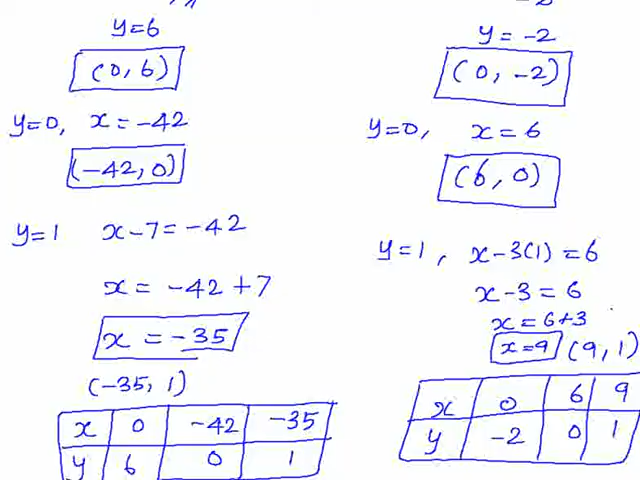 y=6
(0, 6)
y=0, x = -42
(-42, 0)
y=1 x-7 = -42
x = -42 +7
x = -35
(-35, 1)
x 0 -42 -35
y 6 0 1
y = -2
(0, -2)
y=0, x = 6
(6, 0)
y=1, x-3(1) = 6
x-3 = 6
x = 6+3
x=9 (9, 1)
x 0 6 9
y -2 0 1